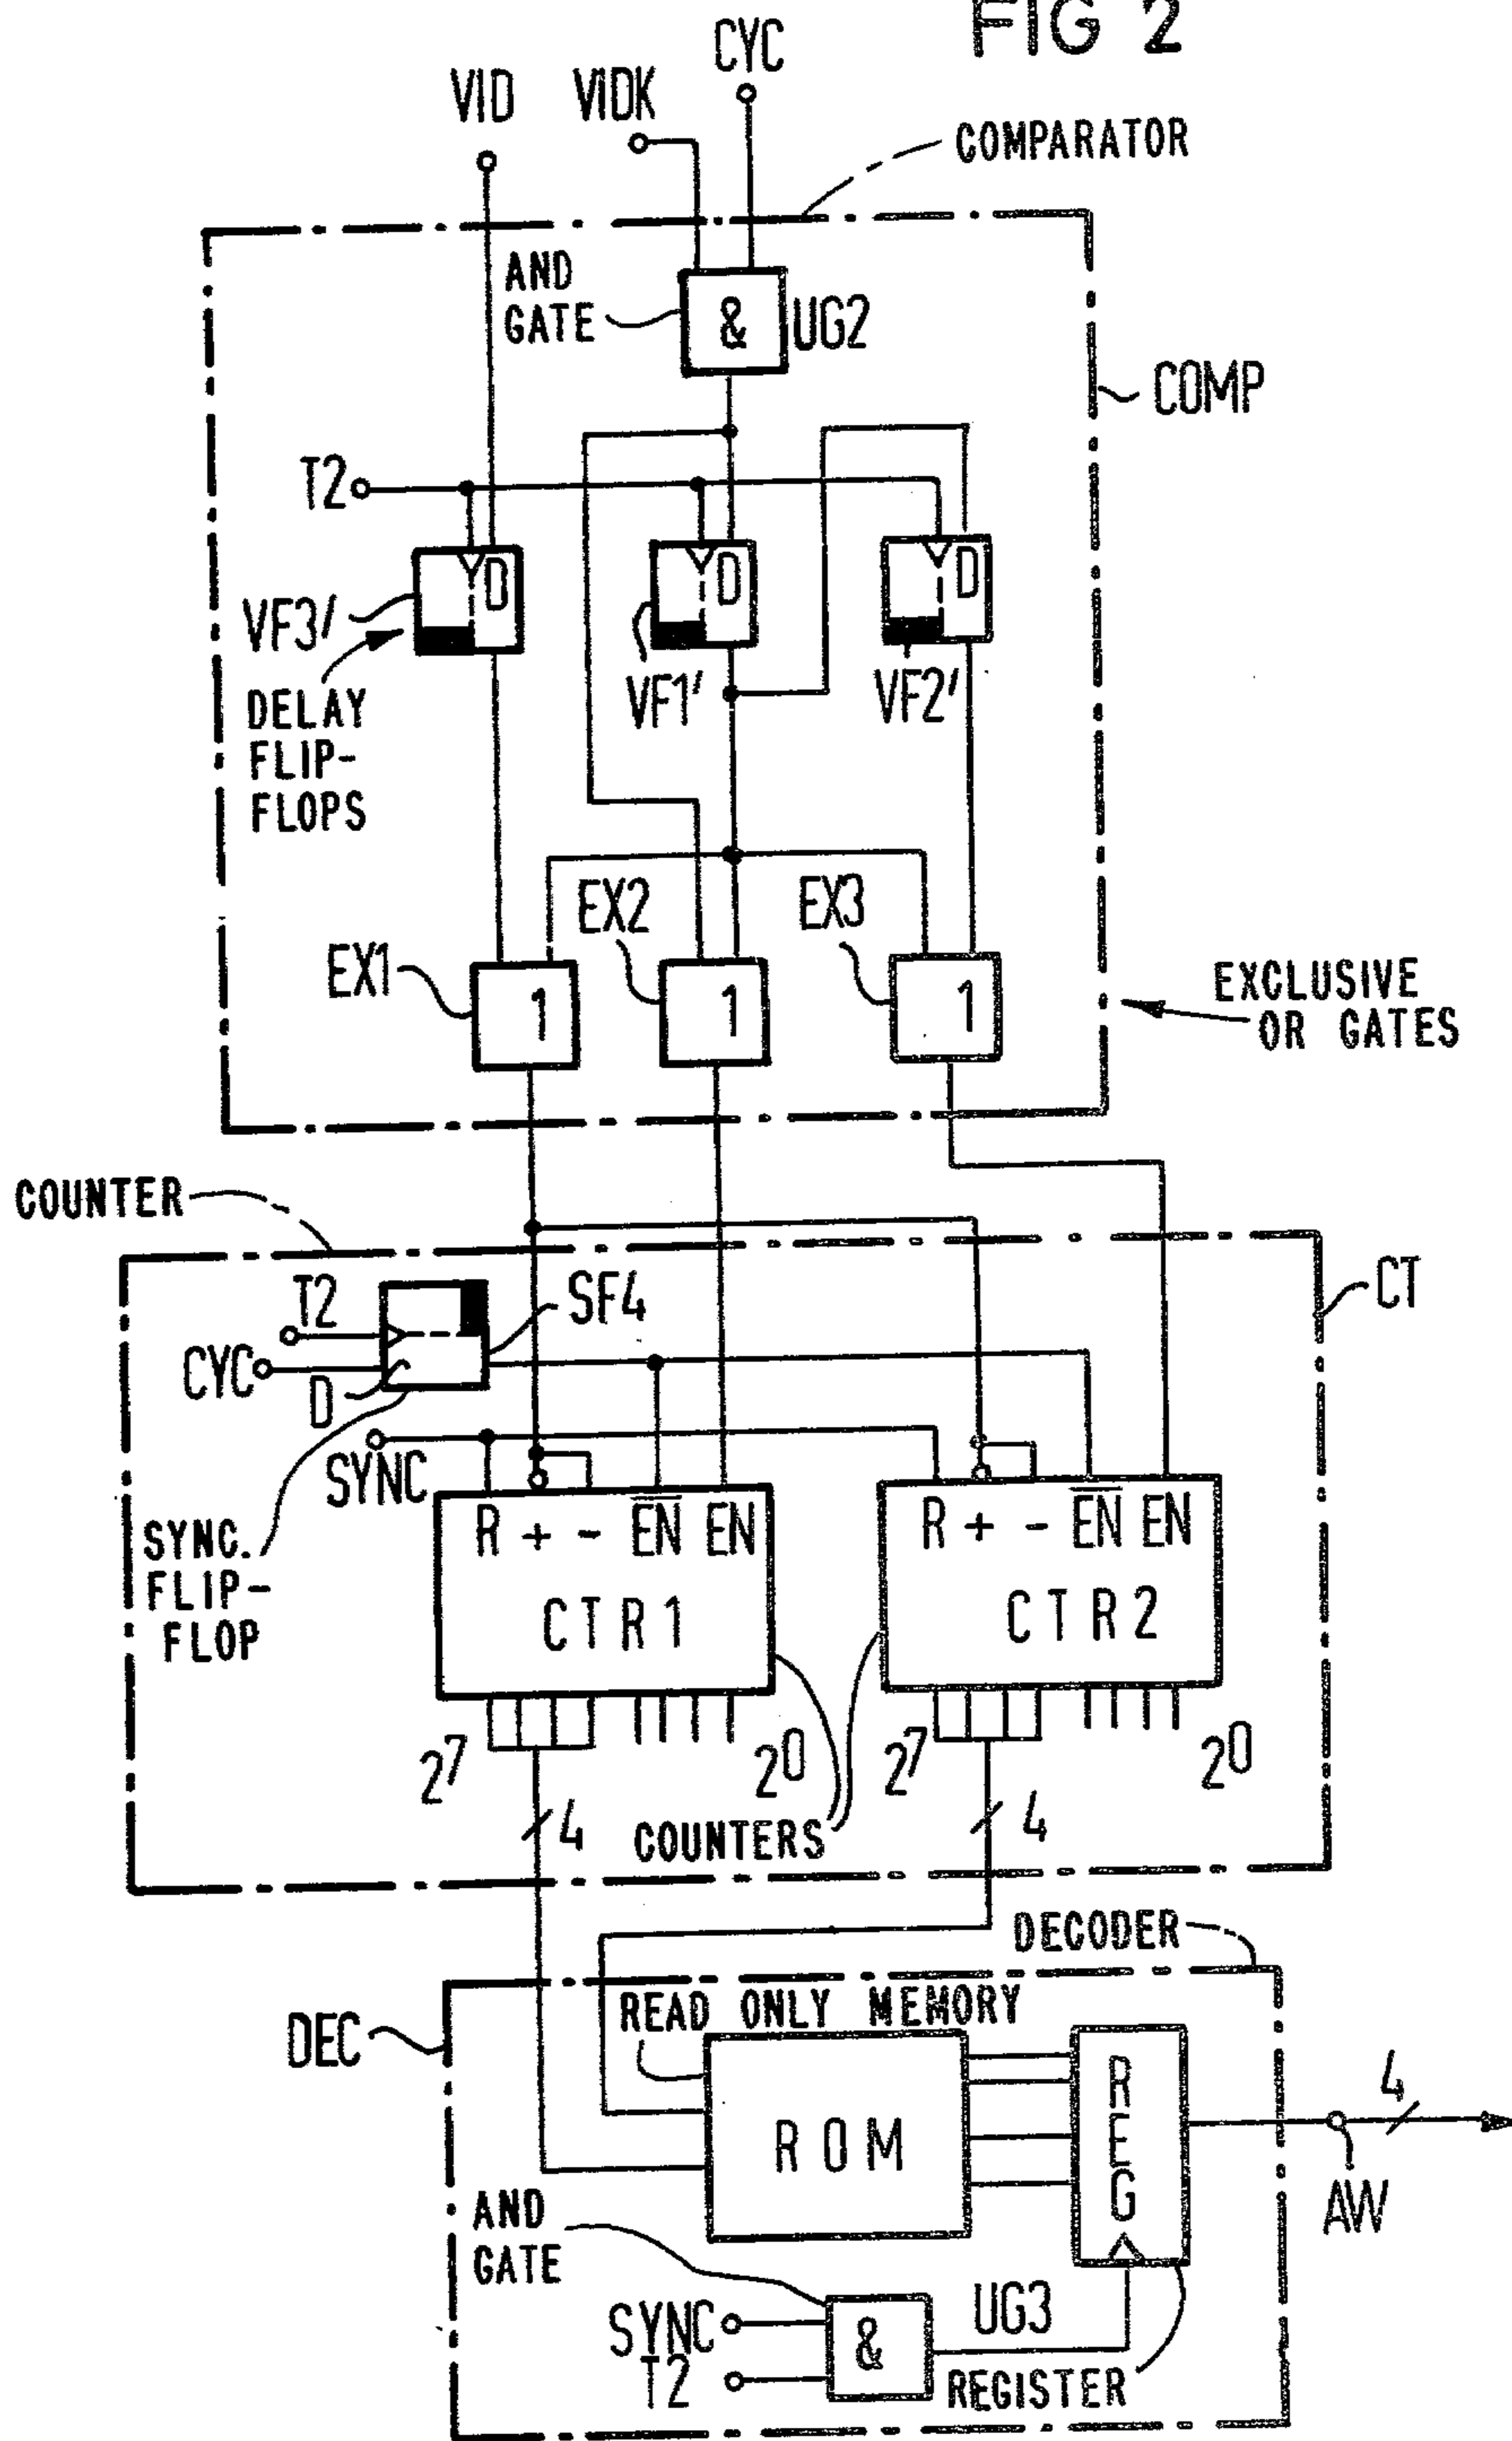 FIG 2
CYC
VID
VIDK
COMPARATOR
AND
GATE
&
UG2
COMP
T2
D
D
D
VF3'
VF1'
VF2'
DELAY
FLIP-
FLOPS
EX1
EX2
EX3
1
1
1
EXCLUSIVE
OR GATES
COUNTER
T2
SF4
CT
CYC
D
SYNC
SYNC.
FLIP-
FLOP
R + - EN EN
CTR1
R + - EN EN
CTR2
2^7
2^0
2^7
2^0
4
COUNTERS
4
DECODER
DEC
READ ONLY MEMORY
ROM
REG
4
AW
AND
GATE
SYNC
T2
&
UG3
REGISTER